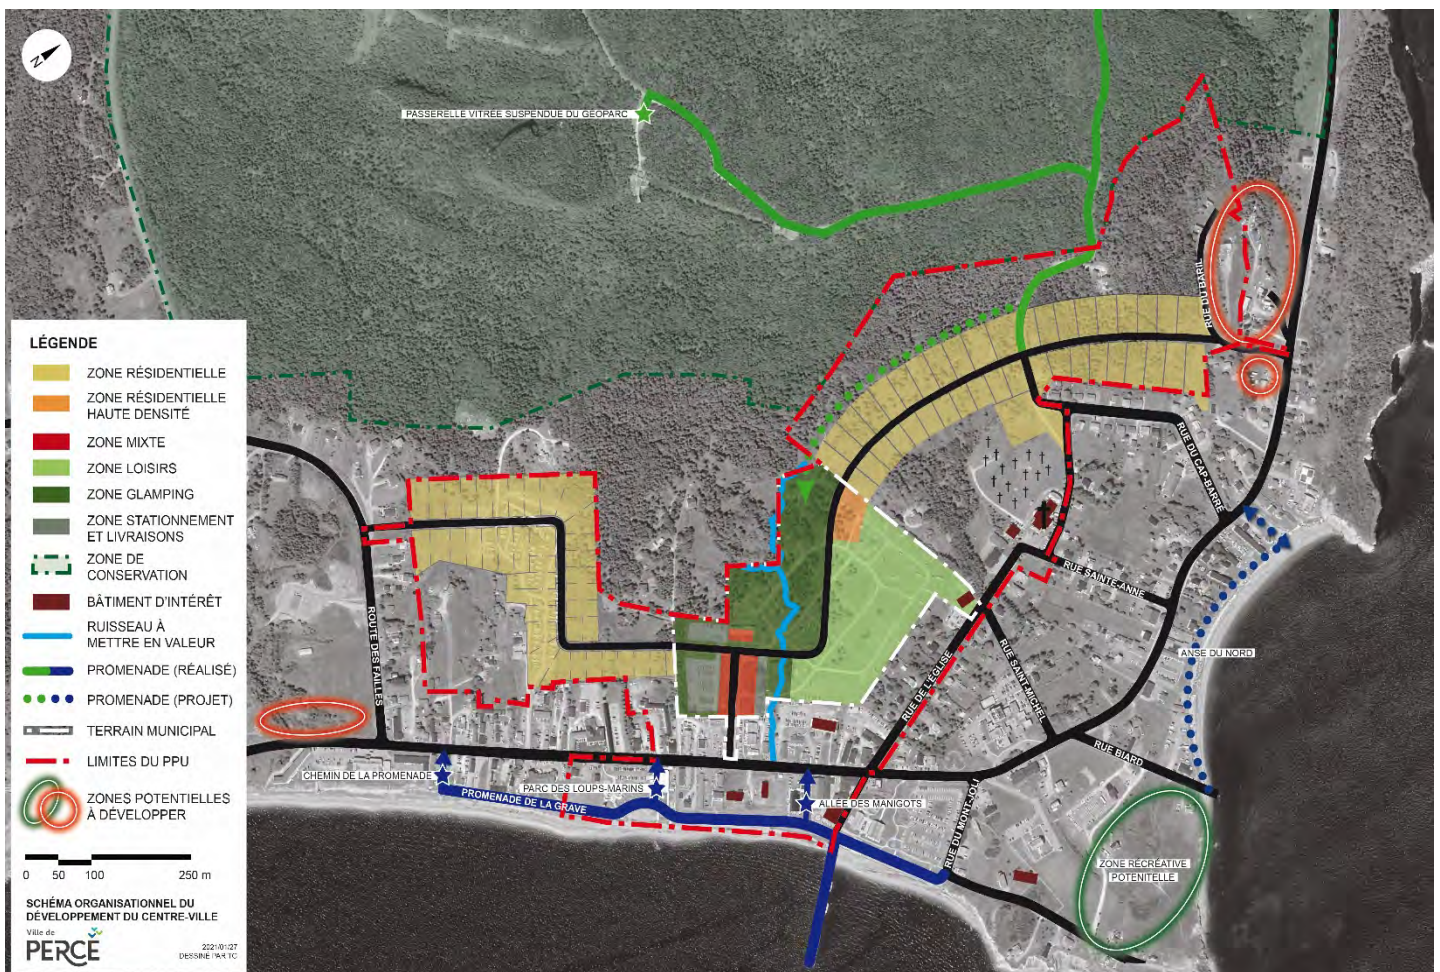 N
PASSERELLE VITRÉE SUSPENDUE DU GÉOPARC
RUE DU BARIL
RUE DU CAP-BARRÉ
RUE SAINTE-ANNE
ANSE DU NORD
RUE SAINT-MICHEL
RUE DE L'ÉGLISE
ROUTE DES FAILLES
RUE BIARD
CHEMIN DE LA PROMENADE
PARC DES LOUPS-MARINS
PROMENADE DE LA GRAVE
ALLÉE DES MANIGOTS
RUE DU MONT-JOLI
ZONE RÉCRÉATIVE
POTENITELLE
LÉGENDE
ZONE RÉSIDENTIELLE
ZONE RÉSIDENTIELLE
HAUTE DENSITÉ
ZONE MIXTE
ZONE LOISIRS
ZONE GLAMPING
ZONE STATIONNEMENT
ET LIVRAISONS
ZONE DE
CONSERVATION
BÂTIMENT D'INTÉRÊT
RUISSEAU À
METTRE EN VALEUR
PROMENADE (RÉALISÉ)
PROMENADE (PROJET)
TERRAIN MUNICIPAL
LIMITES DU PPU
ZONES POTENTIELLES
À DÉVELOPPER
0 50 100 250 m
SCHÉMA ORGANISATIONNEL DU
DÉVELOPPEMENT DU CENTRE-VILLE
Ville de
PERCÉ
2021/01/27
DESSINÉ PAR TC